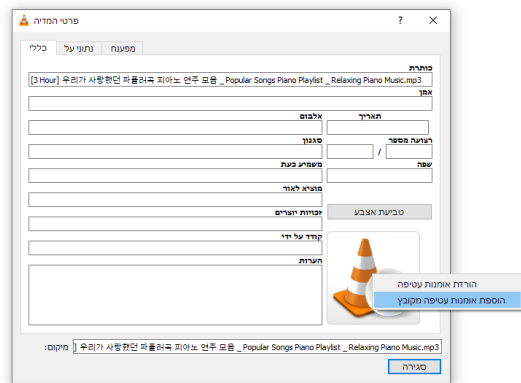 פרטי המדיה
כללי
נתוני על
מפענח
כותרת
[3 Hour] 우리가 사랑했던 파퓰러곡 피아노 연주 모음 _ Popular Songs Piano Playlist _ Relaxing Piano Music.mp3
אמן
תאריך
אלבום
רצועה מספר
/
סגנון
שפה
משמיע כעת
מוציא לאור
טביעת אצבע
זכויות יוצרים
קודד על ידי
הערות
הורדת אומנות עטיפה
הוספת אומנות עטיפה מקובץ
מיקום:
] 우리가 사랑했던 파퓰러곡 피아노 연주 모음 _ Popular Songs Piano Playlist _ Relaxing Piano Music.mp3
סגירה